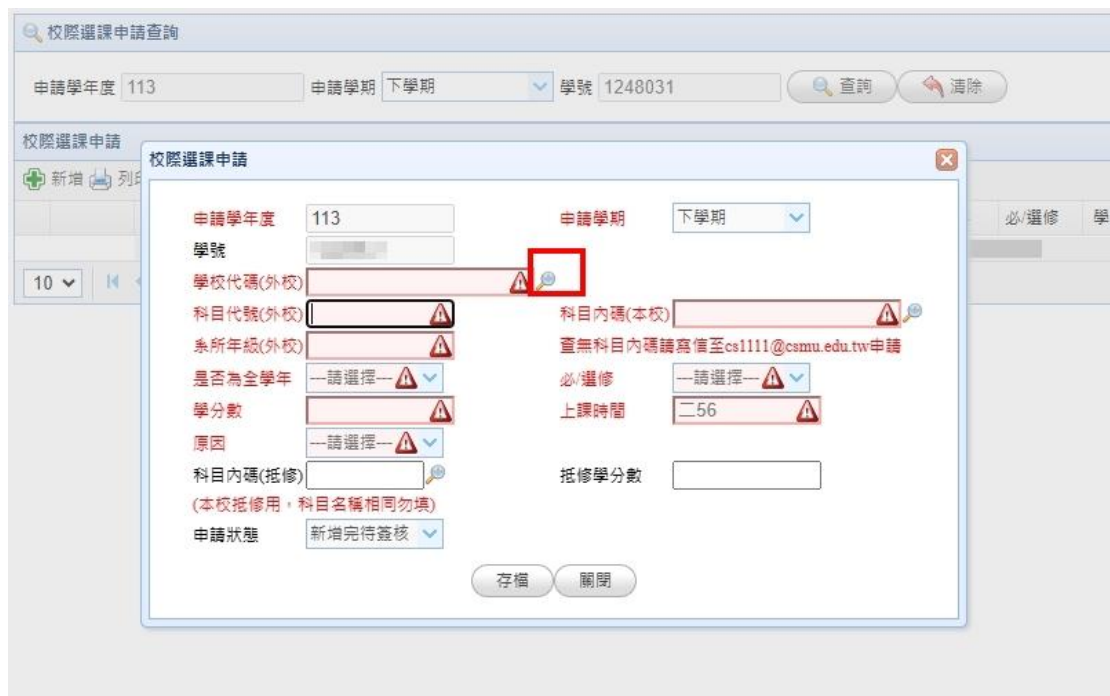 校際選課申請查詢
申請學年度 113 申請學期 下學期 學號 1248031 查詢 清除
校際選課申請
新增 列印
校際選課申請
必/選修 學
申請學年度 113 申請學期 下學期
學號
學校代碼(外校)
科目代號(外校) 科目內碼(本校)
系所年級(外校) 查無科目內碼請寫信至cs1111@csmu.edu.tw申請
是否為全學年 ---請選擇--- 必/選修 ---請選擇---
學分數 上課時間 二56
原因 ---請選擇---
科目內碼(抵修) 抵修學分數
(本校抵修用，科目名稱相同勿填)
申請狀態 新增完待簽核
10
存檔 關閉